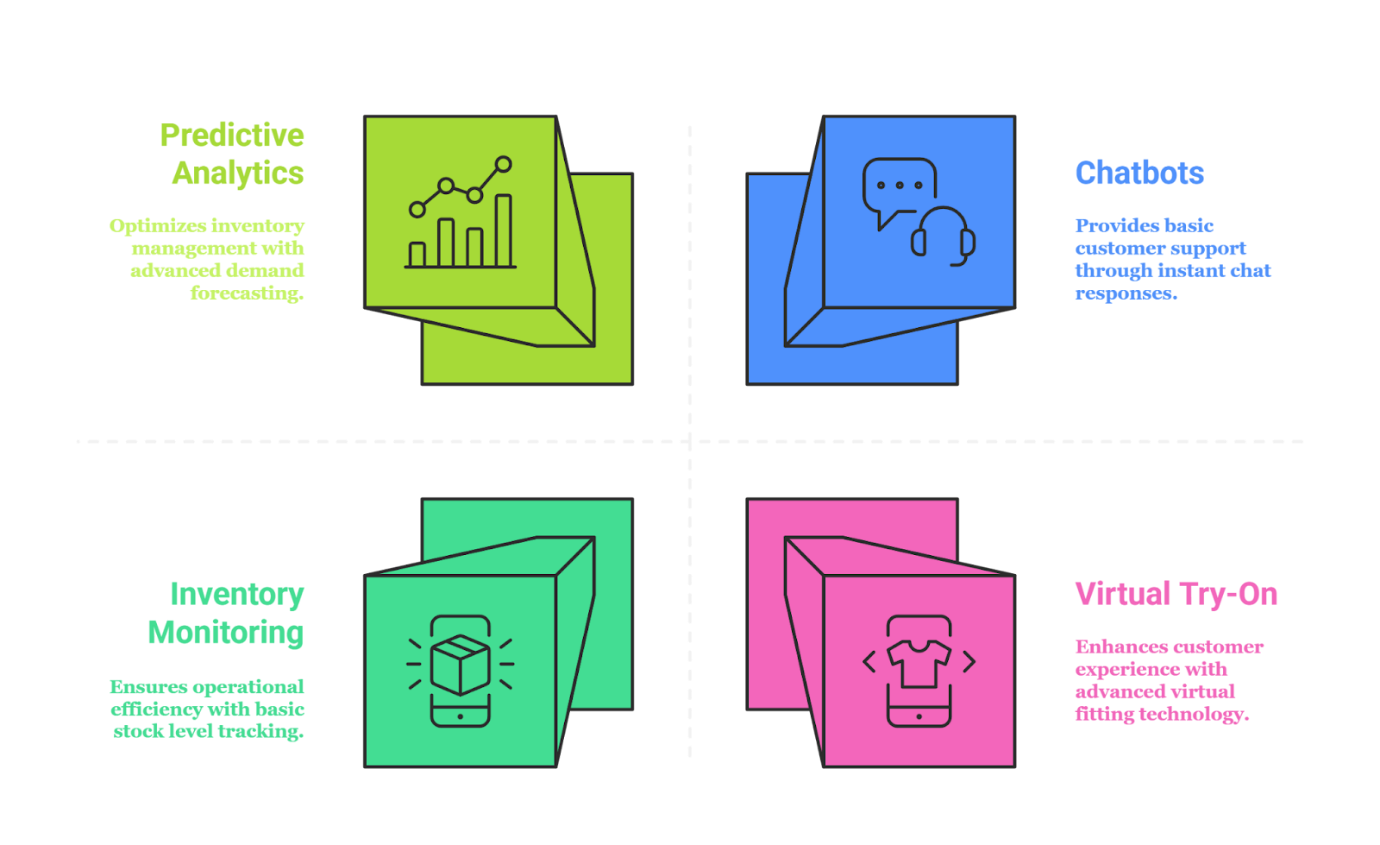 Predictive
Analytics
Optimizes inventory
management with
advanced demand
forecasting.
Chatbots
Provides basic
customer support
through instant chat
responses.
Inventory
Monitoring
Ensures operational
efficiency with basic
stock level tracking.
Virtual Try-On
Enhances customer
experience with
advanced virtual
fitting technology.